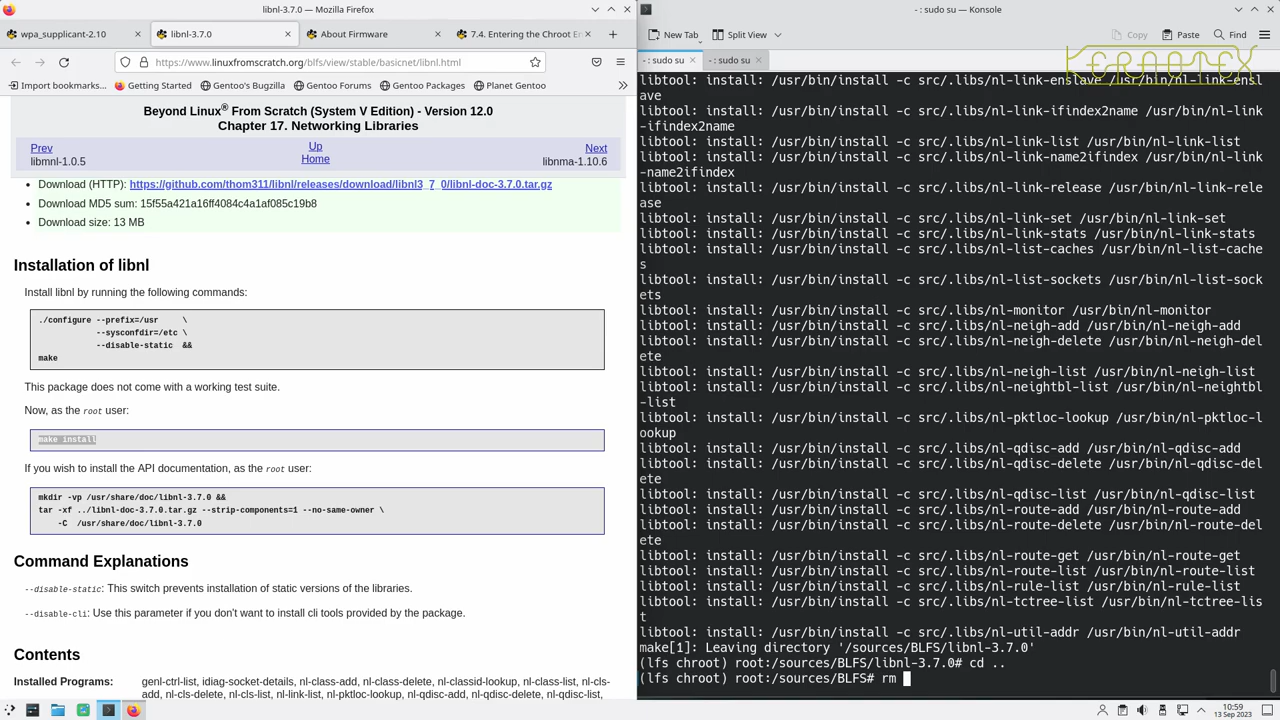 libnl-3.7.0 — Mozilla Firefox
wpa_supplicant-2.10
libnl-3.7.0
About Firmware
7.4. Entering the Chroot En
https://www.linuxfromscratch.org/blfs/view/stable/basicnet/libnl.html
Import bookmarks...
Getting Started
Gentoo's Bugzilla
Gentoo Forums
Gentoo Packages
Planet Gentoo
Beyond Linux® From Scratch (System V Edition) - Version 12.0
Chapter 17. Networking Libraries
Prev
Up
Next
libmnl-1.0.5
Home
libnma-1.10.6
Download (HTTP): https://github.com/thom311/libnl/releases/download/libnl3_7_0/libnl-doc-3.7.0.tar.gz
Download MD5 sum: 15f55a421a16ff4084c4a1af085c19b8
Download size: 13 MB
Installation of libnl
Install libnl by running the following commands:
./configure --prefix=/usr     \
--sysconfdir=/etc \
--disable-static  &&
make
This package does not come with a working test suite.
Now, as the root user:
make install
If you wish to install the API documentation, as the root user:
mkdir -vp /usr/share/doc/libnl-3.7.0 &&
tar -xf ../libnl-doc-3.7.0.tar.gz --strip-components=1 --no-same-owner \
-C  /usr/share/doc/libnl-3.7.0
Command Explanations
--disable-static: This switch prevents installation of static versions of the libraries.
--disable-cli: Use this parameter if you don't want to install cli tools provided by the package.
Contents
Installed Programs:
genl-ctrl-list, idiag-socket-details, nl-class-add, nl-class-delete, nl-classid-lookup, nl-class-list, nl-cls-
add, nl-cls-delete, nl-cls-list, nl-link-list, nl-pktloc-lookup, nl-qdisc-add, nl-qdisc-delete, nl-qdisc-list,
- : sudo su — Konsole
New Tab
Split View
Copy
Paste
Find
- : sudo su
- : sudo su
KERNOTEX
libtool: install: /usr/bin/install -c src/.libs/nl-link-enslave /usr/bin/nl-link-ensl
ave
libtool: install: /usr/bin/install -c src/.libs/nl-link-ifindex2name /usr/bin/nl-link
-ifindex2name
libtool: install: /usr/bin/install -c src/.libs/nl-link-list /usr/bin/nl-link-list
libtool: install: /usr/bin/install -c src/.libs/nl-link-name2ifindex /usr/bin/nl-link
-name2ifindex
libtool: install: /usr/bin/install -c src/.libs/nl-link-release /usr/bin/nl-link-rele
ase
libtool: install: /usr/bin/install -c src/.libs/nl-link-set /usr/bin/nl-link-set
libtool: install: /usr/bin/install -c src/.libs/nl-link-stats /usr/bin/nl-link-stats
libtool: install: /usr/bin/install -c src/.libs/nl-list-caches /usr/bin/nl-list-cache
s
libtool: install: /usr/bin/install -c src/.libs/nl-list-sockets /usr/bin/nl-list-sock
ets
libtool: install: /usr/bin/install -c src/.libs/nl-monitor /usr/bin/nl-monitor
libtool: install: /usr/bin/install -c src/.libs/nl-neigh-add /usr/bin/nl-neigh-add
libtool: install: /usr/bin/install -c src/.libs/nl-neigh-delete /usr/bin/nl-neigh-del
ete
libtool: install: /usr/bin/install -c src/.libs/nl-neigh-list /usr/bin/nl-neigh-list
libtool: install: /usr/bin/install -c src/.libs/nl-neightbl-list /usr/bin/nl-neightbl
-list
libtool: install: /usr/bin/install -c src/.libs/nl-pktloc-lookup /usr/bin/nl-pktloc-l
ookup
libtool: install: /usr/bin/install -c src/.libs/nl-qdisc-add /usr/bin/nl-qdisc-add
libtool: install: /usr/bin/install -c src/.libs/nl-qdisc-delete /usr/bin/nl-qdisc-del
ete
libtool: install: /usr/bin/install -c src/.libs/nl-qdisc-list /usr/bin/nl-qdisc-list
libtool: install: /usr/bin/install -c src/.libs/nl-route-add /usr/bin/nl-route-add
libtool: install: /usr/bin/install -c src/.libs/nl-route-delete /usr/bin/nl-route-del
ete
libtool: install: /usr/bin/install -c src/.libs/nl-route-get /usr/bin/nl-route-get
libtool: install: /usr/bin/install -c src/.libs/nl-route-list /usr/bin/nl-route-list
libtool: install: /usr/bin/install -c src/.libs/nl-rule-list /usr/bin/nl-rule-list
libtool: install: /usr/bin/install -c src/.libs/nl-tctree-list /usr/bin/nl-tctree-lis
t
libtool: install: /usr/bin/install -c src/.libs/nl-util-addr /usr/bin/nl-util-addr
make[1]: Leaving directory '/sources/BLFS/libnl-3.7.0'
(lfs chroot) root:/sources/BLFS/libnl-3.7.0# cd ..
(lfs chroot) root:/sources/BLFS# rm
10:59
13 Sep 2023